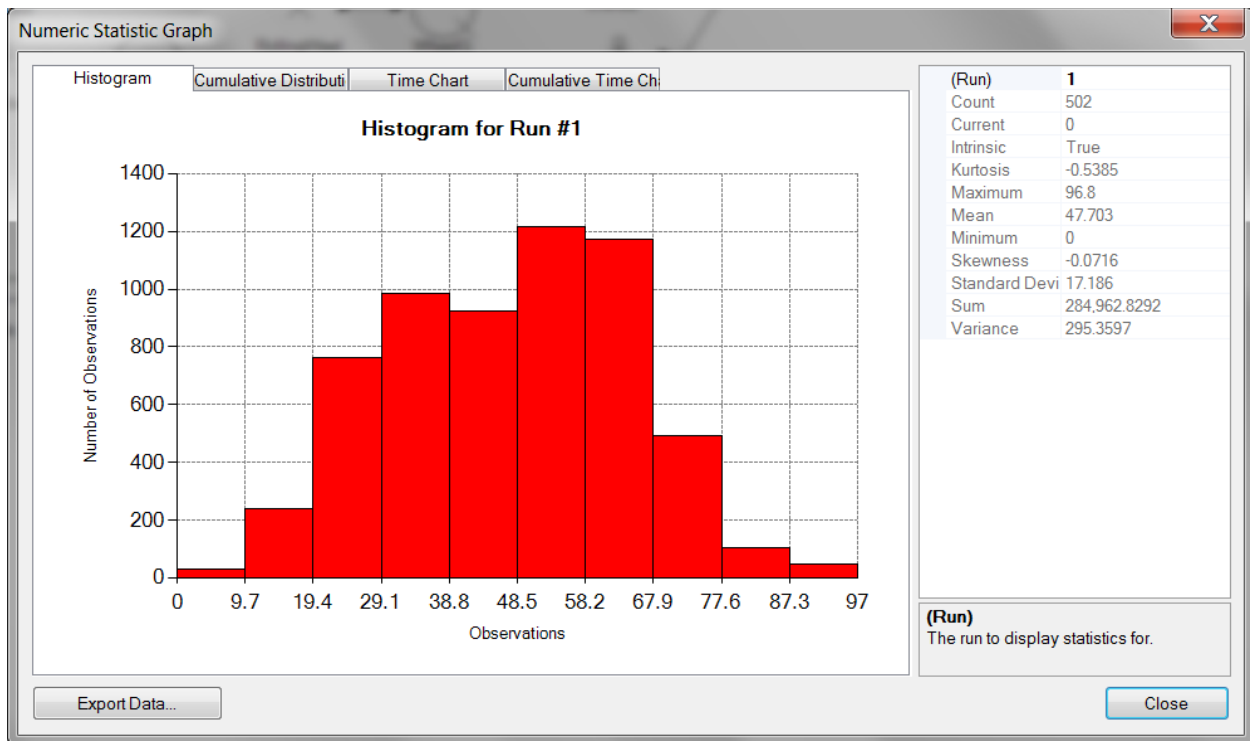 Numeric Statistic Graph
X
Histogram Cumulative Distributi Time Chart Cumulative Time Cha
Histogram for Run #1
1400
1200
1000
800
600
400
200
0
Number of Observations
0 9.7 19.4 29.1 38.8 48.5 58.2 67.9 77.6 87.3 97
Observations
(Run) 1
Count 502
Current 0
Intrinsic True
Kurtosis -0.5385
Maximum 96.8
Mean 47.703
Minimum 0
Skewness -0.0716
Standard Devi 17.186
Sum 284,962.8292
Variance 295.3597
(Run)
The run to display statistics for.
Export Data...
Close